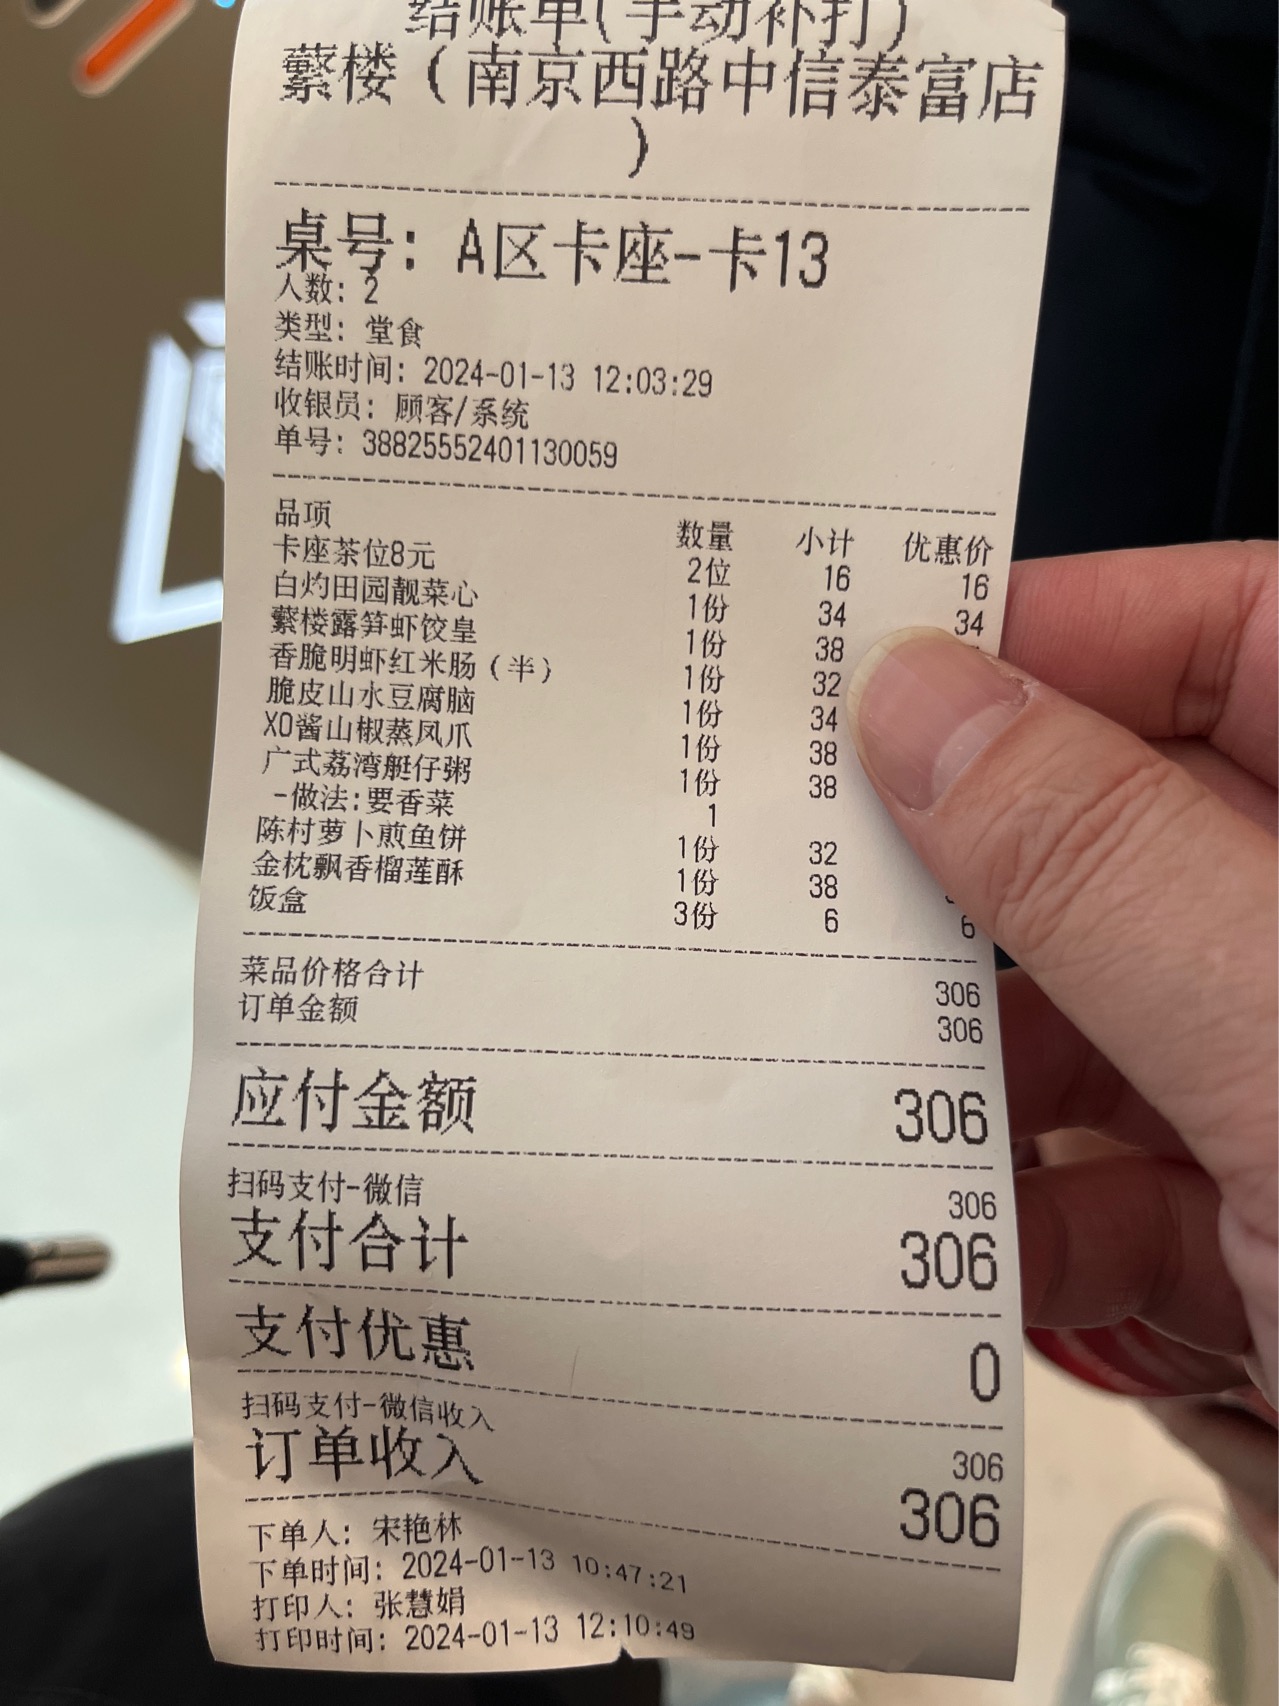 结账单(手动补打)
蘩楼（南京西路中信泰富店
）
桌号: A区卡座-卡13
人数: 2
类型: 堂食
结账时间: 2024-01-13 12:03:29
收银员: 顾客/系统
单号: 38825552401130059
品项 数量 小计 优惠价
卡座茶位8元 2位 16 16
白灼田园靓菜心 1份 34 34
蘩楼露笋虾饺皇 1份 38
香脆明虾红米肠（半） 1份 32
脆皮山水豆腐脑 1份 34
XO酱山椒蒸凤爪 1份 38
广式荔湾艇仔粥 1份 38
-做法:要香菜 1
陈村萝卜煎鱼饼 1份 32
金枕飘香榴莲酥 1份 38
饭盒 3份 6 6
菜品价格合计 306
订单金额 306
应付金额 306
扫码支付-微信 306
支付合计 306
支付优惠 0
扫码支付-微信收入 306
订单收入 306
下单人: 宋艳林
下单时间: 2024-01-13 10:47:21
打印人: 张慧娟
打印时间: 2024-01-13 12:10:49